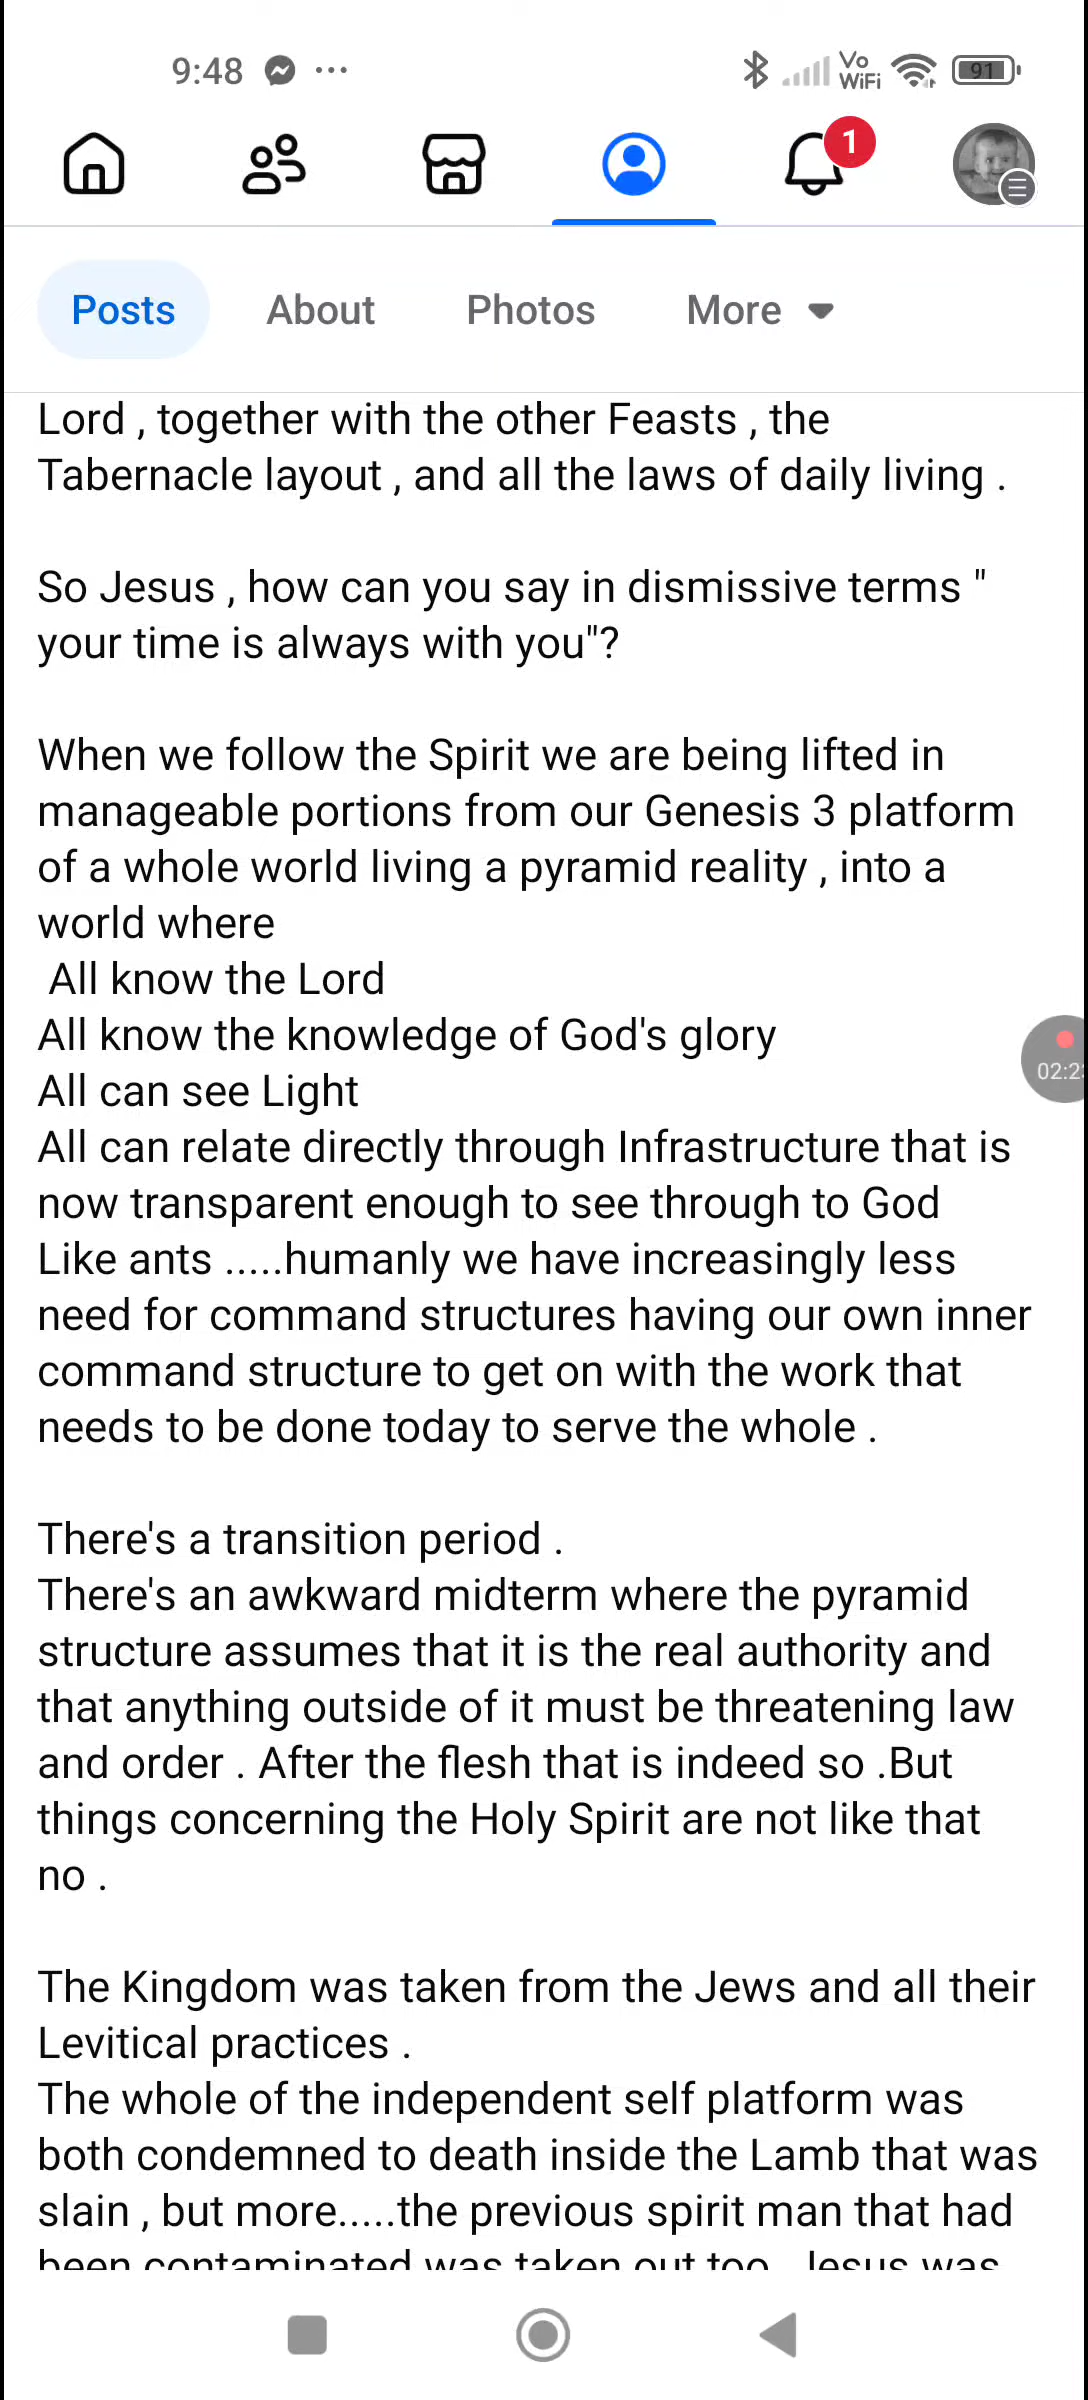 9:48
Vo
WiFi
91
1
Posts
About
Photos
More
Lord , together with the other Feasts , the
Tabernacle layout , and all the laws of daily living .
So Jesus , how can you say in dismissive terms "
your time is always with you"?
When we follow the Spirit we are being lifted in
manageable portions from our Genesis 3 platform
of a whole world living a pyramid reality , into a
world where
All know the Lord
All know the knowledge of God's glory
All can see Light
All can relate directly through Infrastructure that is
now transparent enough to see through to God
Like ants .....humanly we have increasingly less
need for command structures having our own inner
command structure to get on with the work that
needs to be done today to serve the whole .
02:2
There's a transition period .
There's an awkward midterm where the pyramid
structure assumes that it is the real authority and
that anything outside of it must be threatening law
and order . After the flesh that is indeed so .But
things concerning the Holy Spirit are not like that
no .
The Kingdom was taken from the Jews and all their
Levitical practices .
The whole of the independent self platform was
both condemned to death inside the Lamb that was
slain , but more.....the previous spirit man that had
been contaminated was taken out too . Jesus was